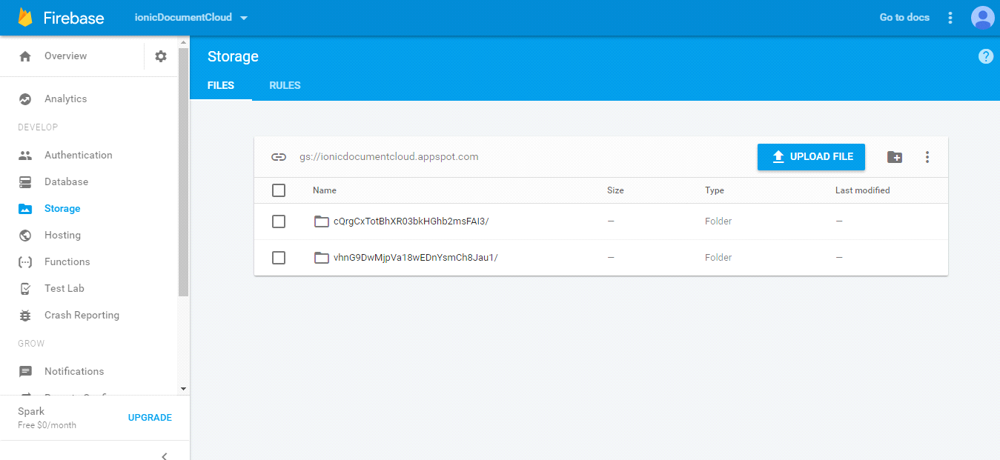 Firebase
ionicDocumentCloud
Go to docs
Overview
Storage
?
FILES
RULES
Analytics
DEVELOP
Authentication
Database
Storage
Hosting
Functions
Test Lab
Crash Reporting
GROW
Notifications
Spark
Free $0/month
UPGRADE
gs://ionicdocumentcloud.appspot.com
UPLOAD FILE
Name Size Type Last modified
cQrgCxTotBhXR03bkHGhb2msFAI3/ — Folder —
vhnG9DwMjpVa18wEDnYsmCh8Jau1/ — Folder —